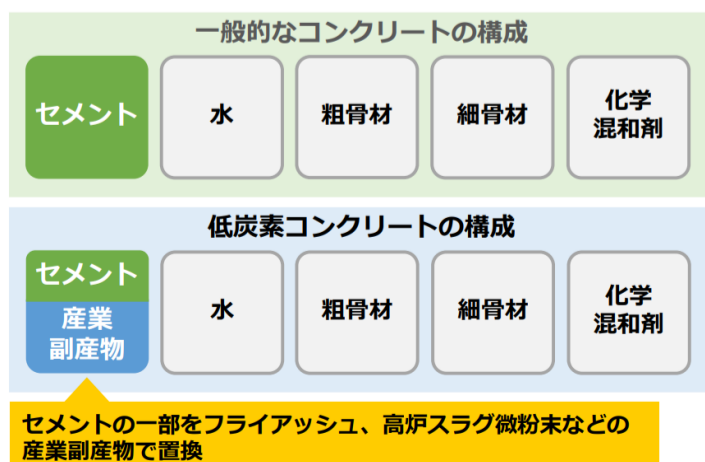 一般的なコンクリートの構成
セメント
水
粗骨材
細骨材
化学
混和剤
低炭素コンクリートの構成
セメント
産業
副産物
水
粗骨材
細骨材
化学
混和剤
セメントの一部をフライアッシュ、高炉スラグ微粉末などの
産業副産物で置換